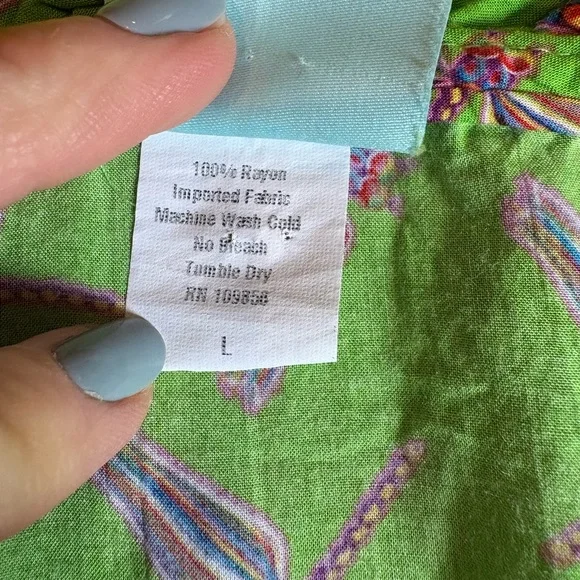 100% Rayon
Imported Fabric
Machine Wash Cold
No Bleach
Tumble Dry
RN 109856
L